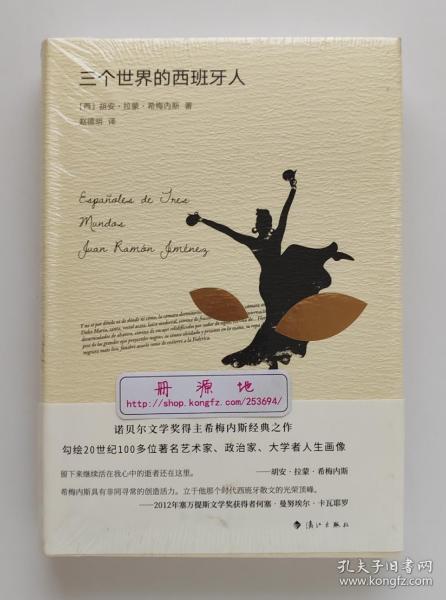 三个世界的西班牙人
[西] 胡安·拉蒙·希梅内斯 著
赵德明 译
Españoles de Tres
Mundos
Juan Ramón Jiménez
册源地
http://shop.kongfz.com/253694/
诺贝尔文学奖得主希梅内斯经典之作
勾绘20世纪100多位著名艺术家、政治家、大学者人生画像
留下来继续活在我心中的逝者还在这里。
——胡安·拉蒙·希梅内斯
希梅内斯具有非同寻常的创造活力。立于他那个时代西班牙散文的光荣顶峰。
——2012年塞万提斯文学奖获得者何塞·曼努埃尔·卡瓦耶罗
漓江出版社
孔夫子旧书网
www.kongfz.com